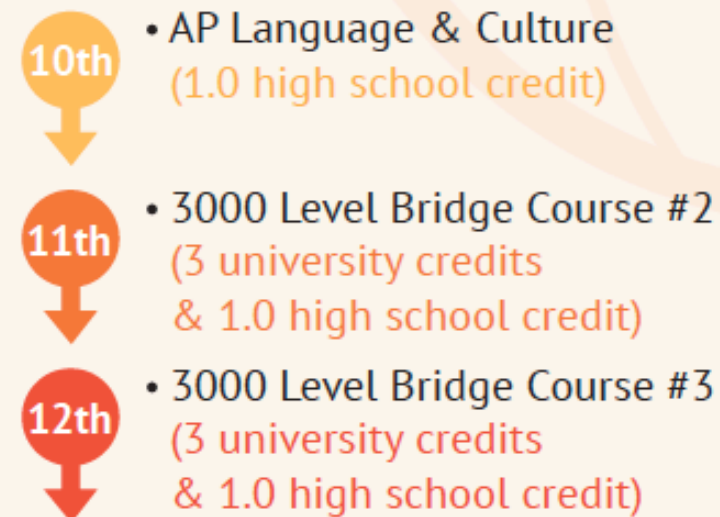 10th
• AP Language & Culture
(1.0 high school credit)
11th
• 3000 Level Bridge Course #2
(3 university credits
& 1.0 high school credit)
12th
• 3000 Level Bridge Course #3
(3 university credits
& 1.0 high school credit)